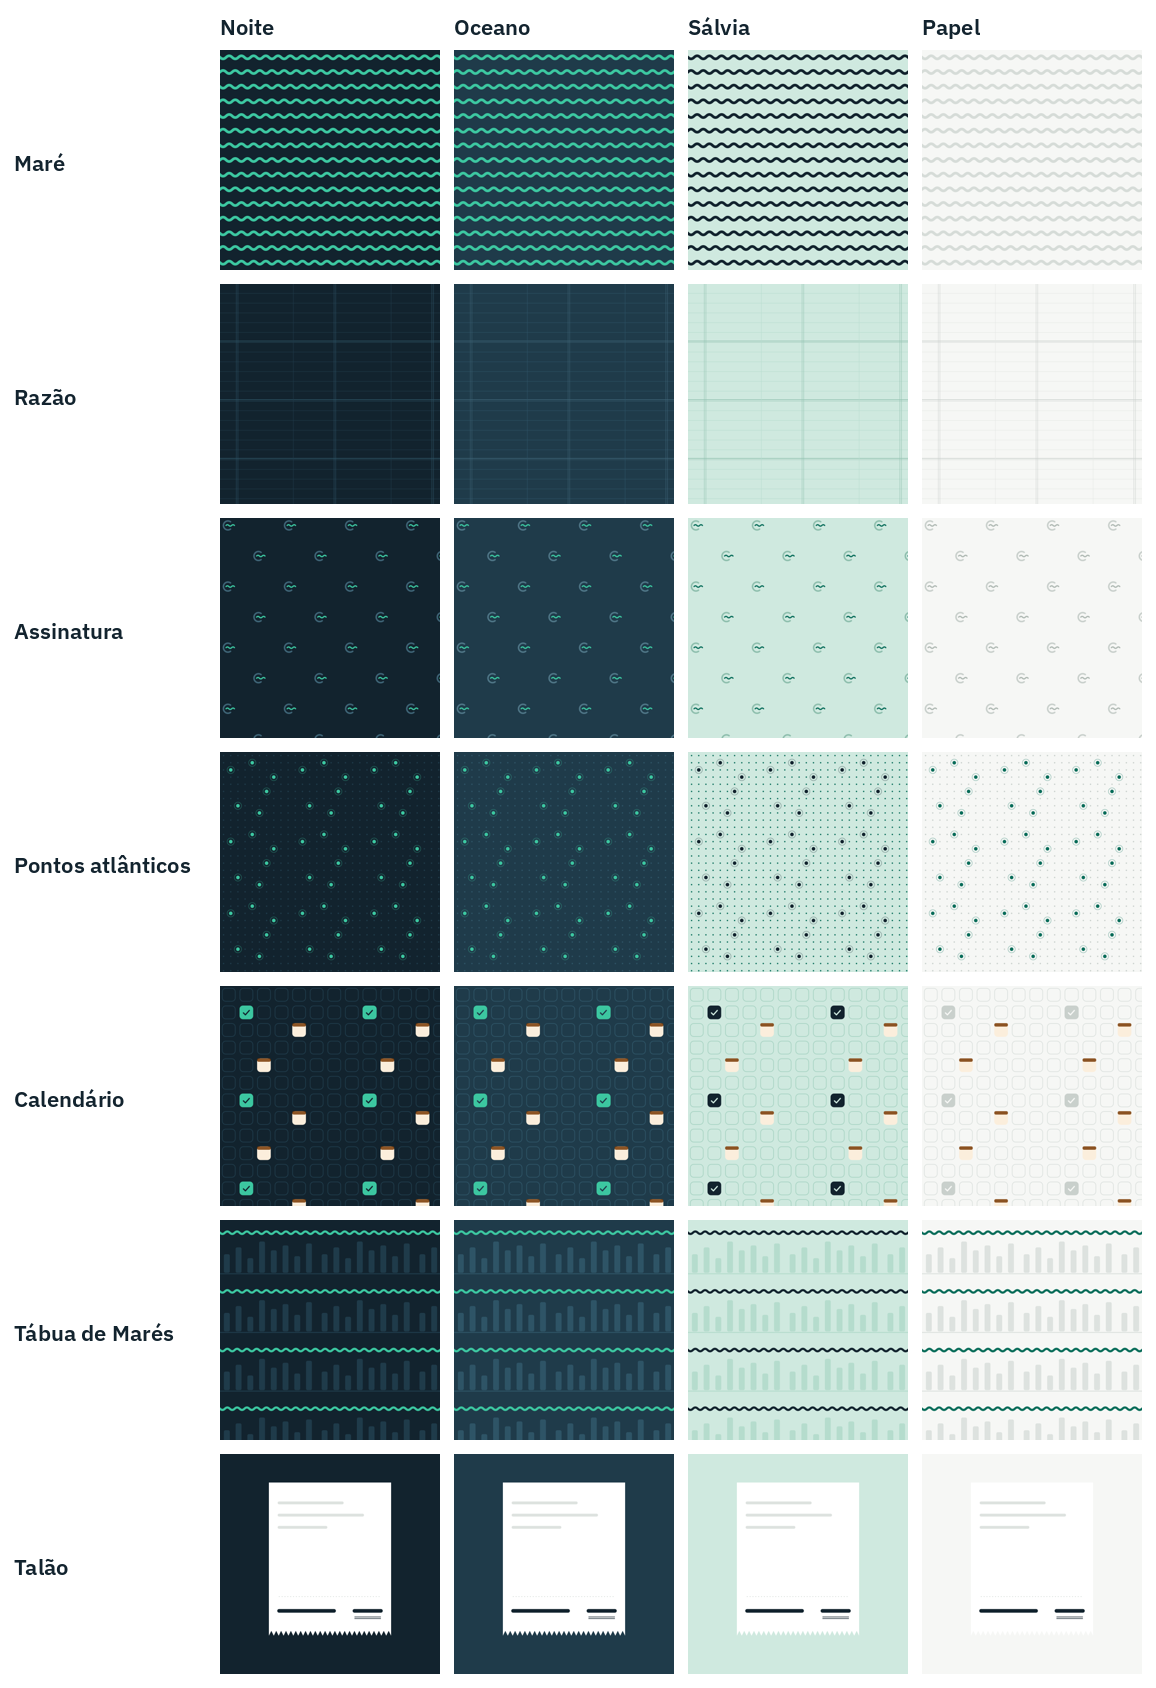 Noite Oceano Sálvia Papel
Maré
Razão
Assinatura
Pontos atlânticos
Calendário
Tábua de Marés
Talão